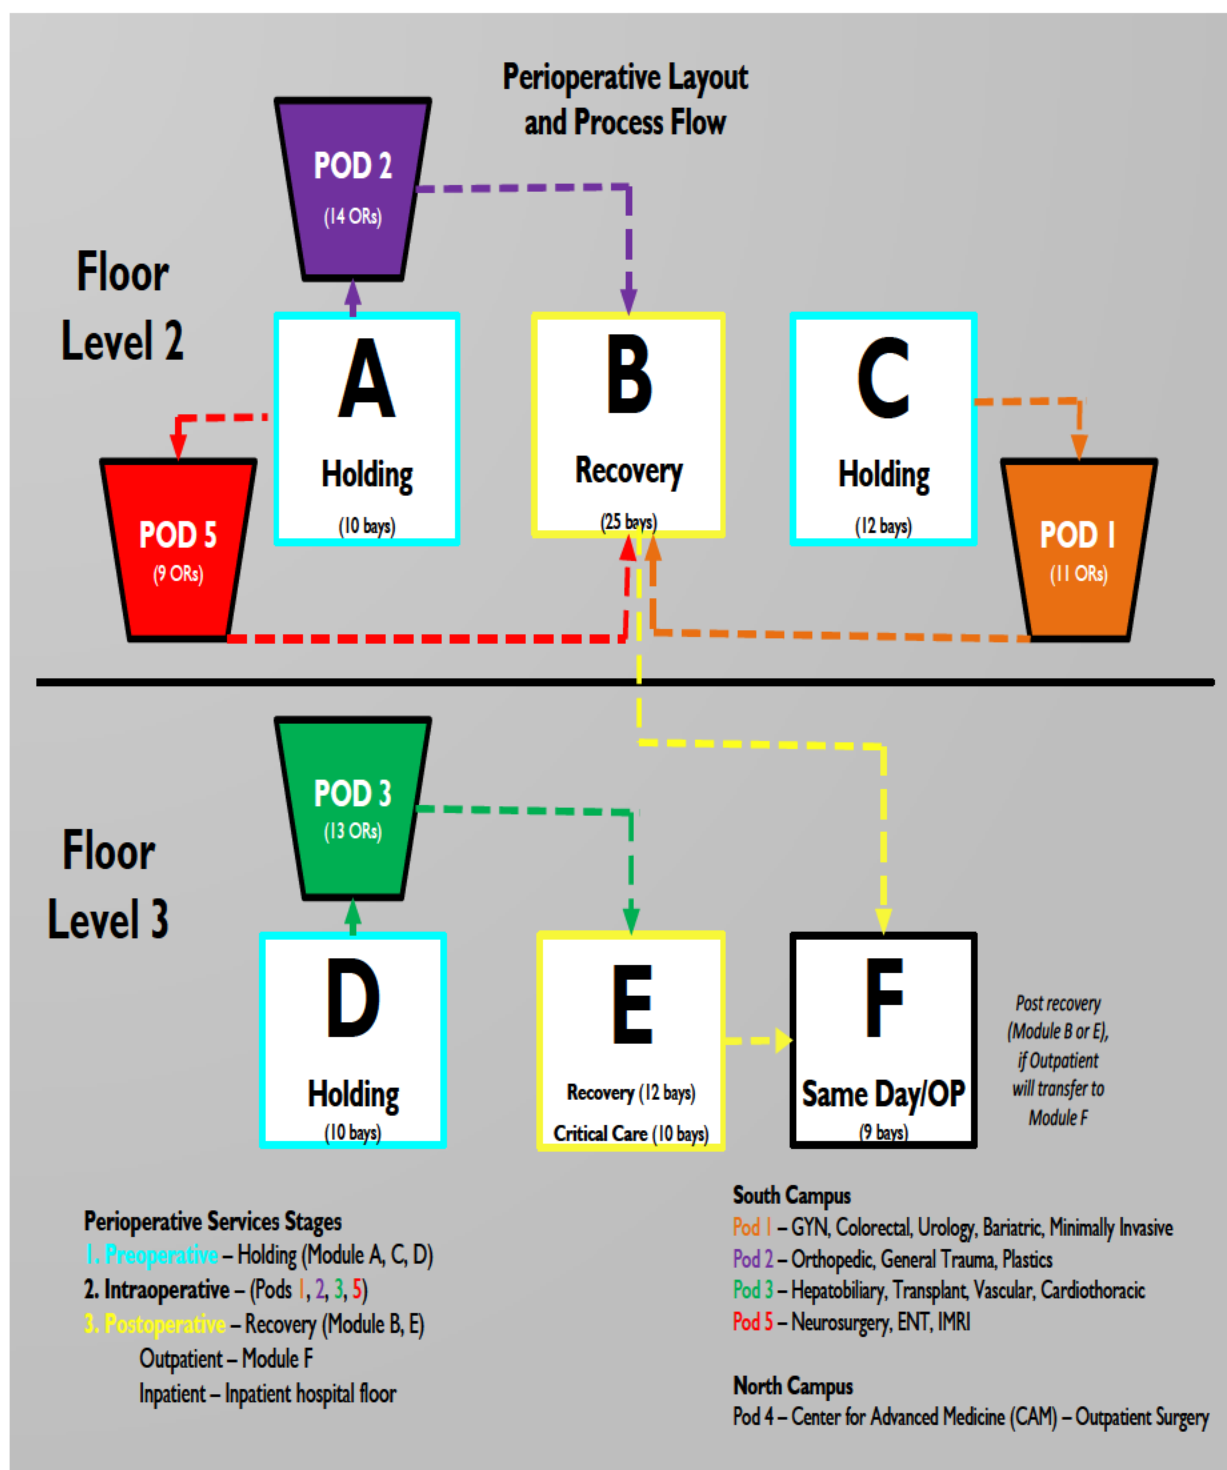 Perioperative Layout
and Process Flow
POD 2
(14 ORs)
Floor
Level 2
A
Holding
(10 bays)
B
Recovery
(25 bays)
C
Holding
(12 bays)
POD 5
(9 ORs)
POD 1
(11 ORs)
POD 3
(13 ORs)
Floor
Level 3
D
Holding
(10 bays)
E
Recovery (12 bays)
Critical Care (10 bays)
F
Same Day/OP
(9 bays)
Post recovery
(Module B or E),
if Outpatient
will transfer to
Module F
Perioperative Services Stages
1. Preoperative – Holding (Module A, C, D)
2. Intraoperative – (Pods 1, 2, 3, 5)
3. Postoperative – Recovery (Module B, E)
Outpatient – Module F
Inpatient – Inpatient hospital floor
South Campus
Pod 1 – GYN, Colorectal, Urology, Bariatric, Minimally Invasive
Pod 2 – Orthopedic, General Trauma, Plastics
Pod 3 – Hepatobiliary, Transplant, Vascular, Cardiothoracic
Pod 5 – Neurosurgery, ENT, IMRI
North Campus
Pod 4 – Center for Advanced Medicine (CAM) – Outpatient Surgery